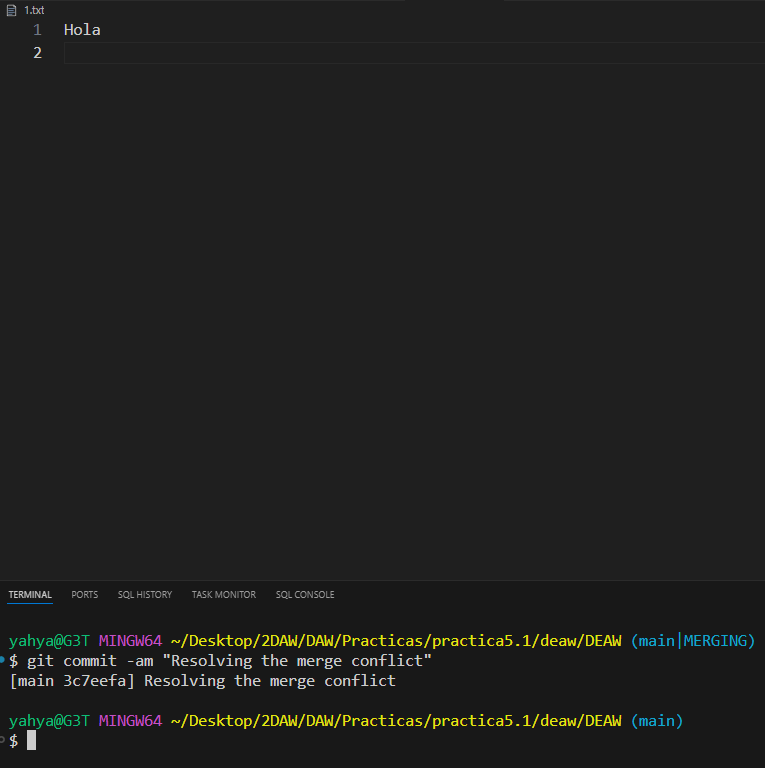 1.txt
1 Hola
2
TERMINAL PORTS SQL HISTORY TASK MONITOR SQL CONSOLE
yahya@G3T MINGW64 ~/Desktop/2DAW/DAW/Practicas/practica5.1/deaw/DEAW (main|MERGING)
$ git commit -am "Resolving the merge conflict"
[main 3c7eefa] Resolving the merge conflict
yahya@G3T MINGW64 ~/Desktop/2DAW/DAW/Practicas/practica5.1/deaw/DEAW (main)
$